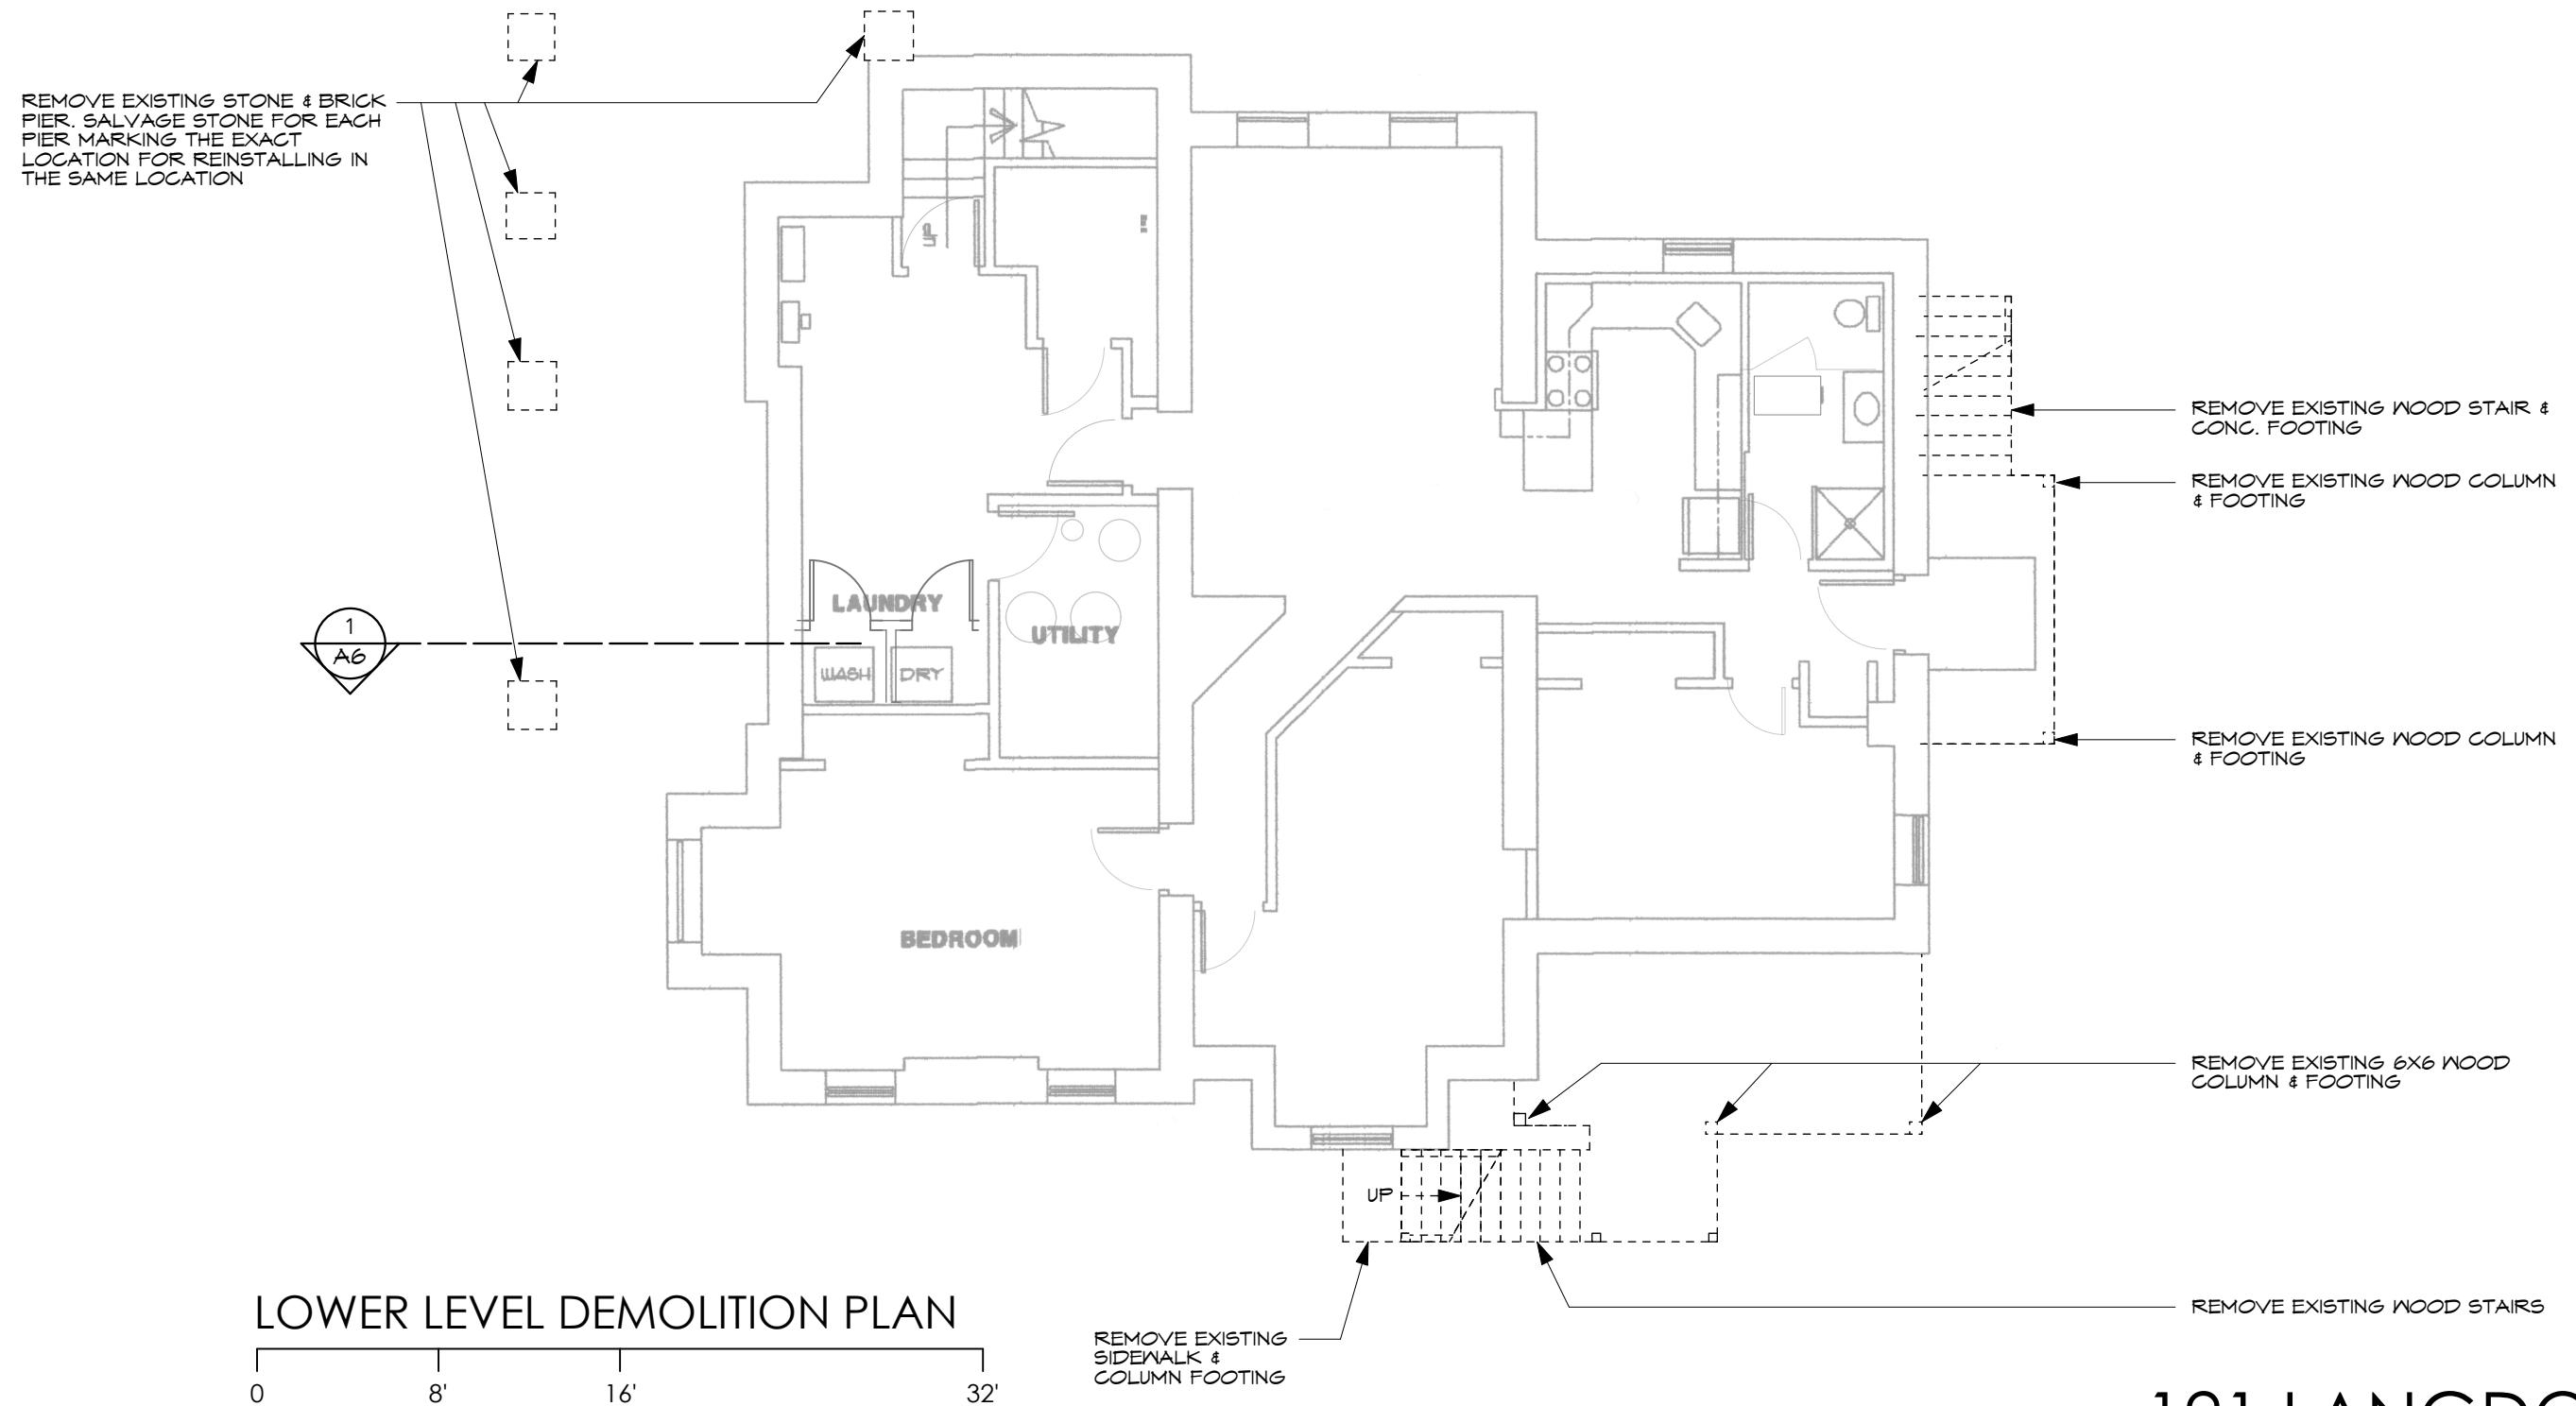 REMOVE EXISTING STONE & BRICK
PIER. SALVAGE STONE FOR EACH
PIER MARKING THE EXACT
LOCATION FOR REINSTALLING IN
THE SAME LOCATION
UP
REMOVE EXISTING WOOD STAIR &
CONC. FOOTING
REMOVE EXISTING WOOD COLUMN
& FOOTING
LAUNDRY
UTILITY
1
A6
WASH
DRY
REMOVE EXISTING WOOD COLUMN
& FOOTING
BEDROOM
REMOVE EXISTING 6X6 WOOD
COLUMN & FOOTING
UP
REMOVE EXISTING WOOD STAIRS
REMOVE EXISTING
SIDEWALK &
COLUMN FOOTING
LOWER LEVEL DEMOLITION PLAN
0 8' 16' 32'